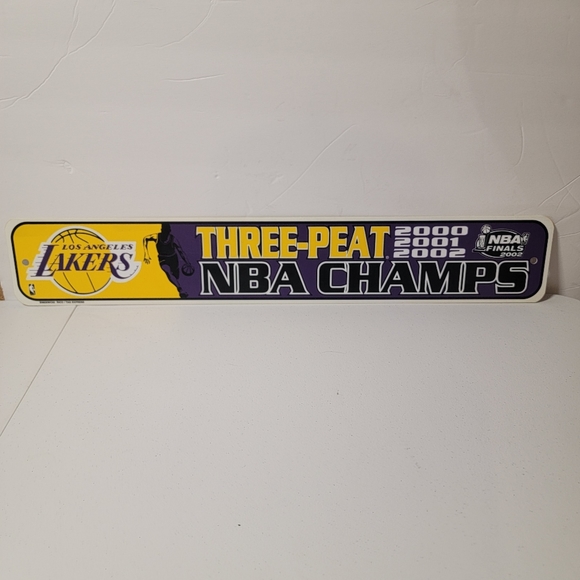 LOS ANGELES
LAKERS
THREE-PEAT
2000
2001
2002
NBA CHAMPS
NBA
FINALS
2002